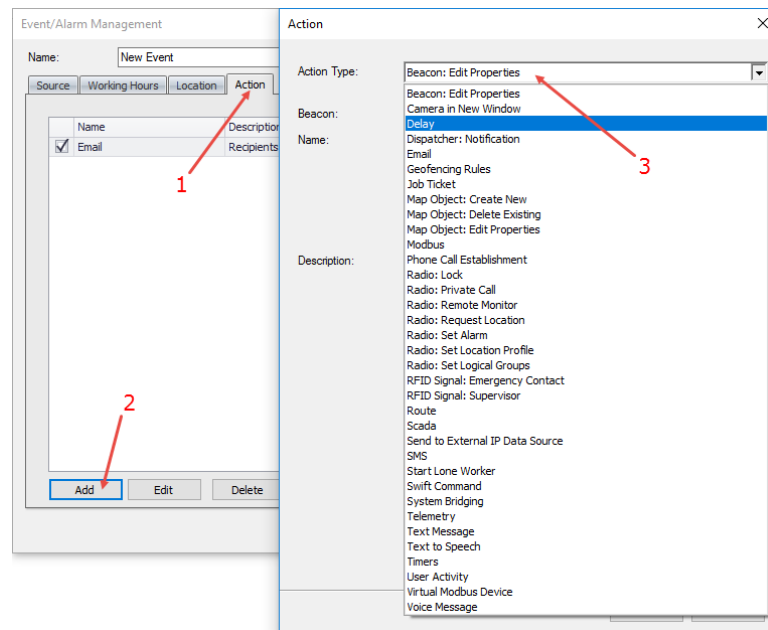 Event/Alarm Management
Name:
New Event
Source
Working Hours
Location
Action
Name
Description
Email
Recipients
1
2
Add
Edit
Delete
Action
Action Type:
Beacon: Edit Properties
Beacon:
Name:
Description:
Beacon: Edit Properties
Camera in New Window
Delay
Dispatcher: Notification
Email
Geofencing Rules
Job Ticket
Map Object: Create New
Map Object: Delete Existing
Map Object: Edit Properties
Modbus
Phone Call Establishment
Radio: Lock
Radio: Private Call
Radio: Remote Monitor
Radio: Request Location
Radio: Set Alarm
Radio: Set Location Profile
Radio: Set Logical Groups
RFID Signal: Emergency Contact
RFID Signal: Supervisor
Route
Scada
Send to External IP Data Source
SMS
Start Lone Worker
Swift Command
System Bridging
Telemetry
Text Message
Text to Speech
Timers
User Activity
Virtual Modbus Device
Voice Message
3